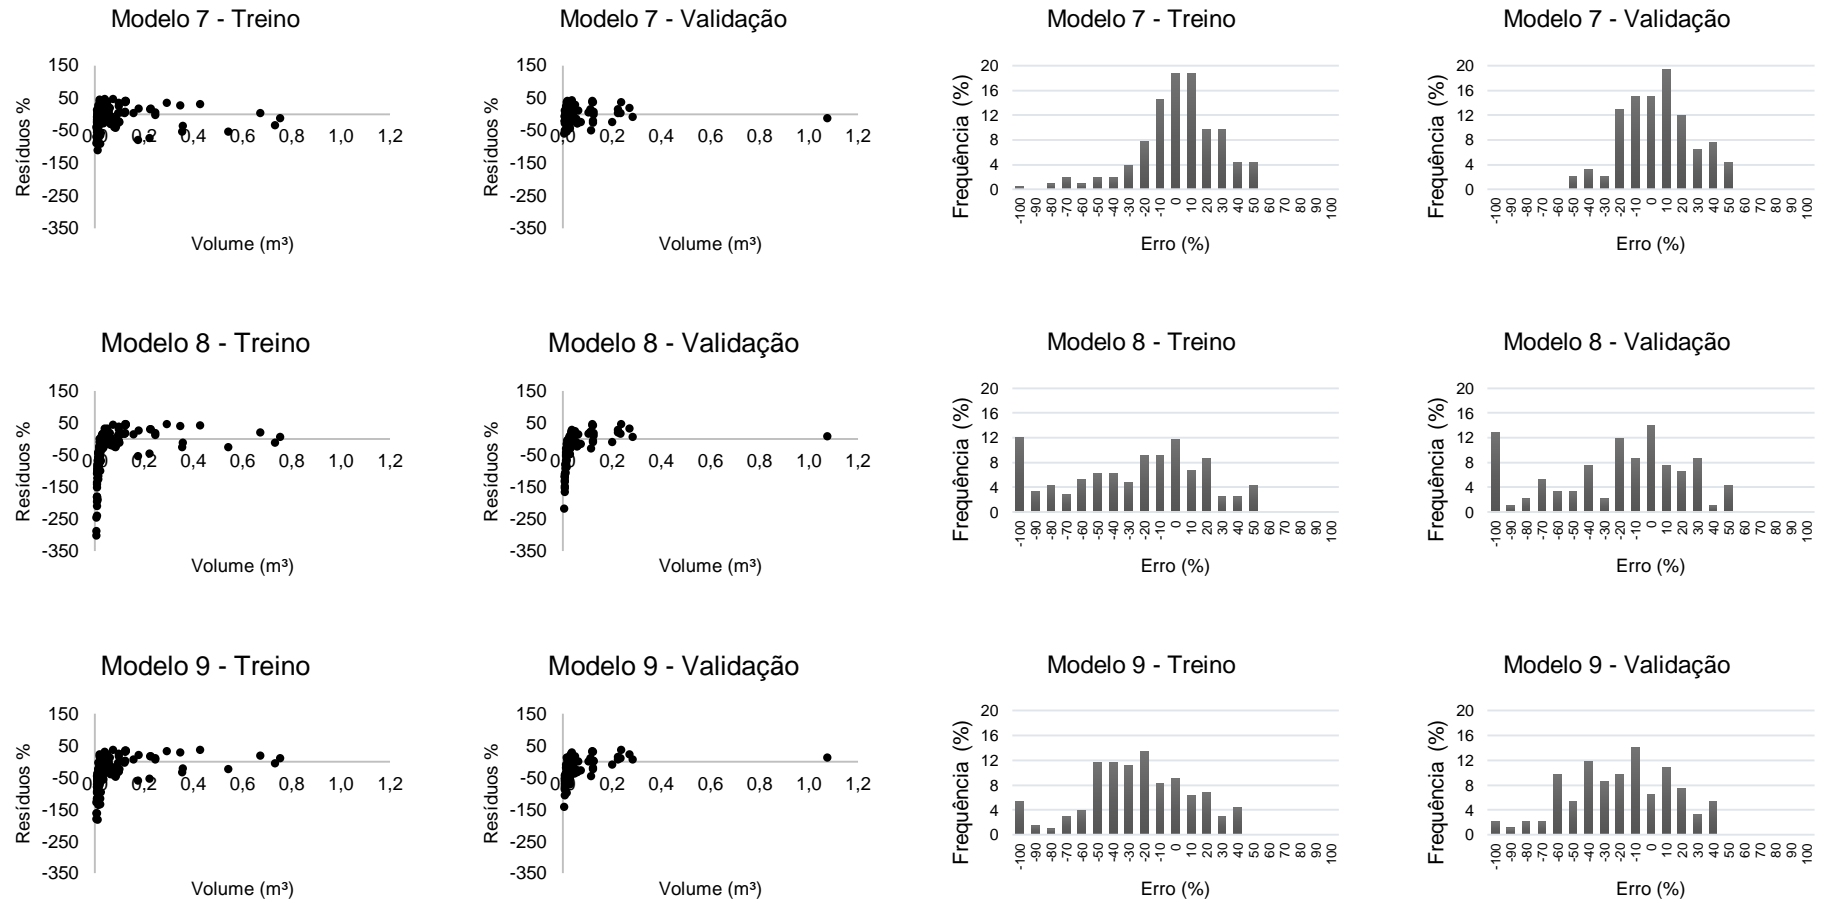 Modelo 7 - Treino
150
50
-50
-150
-250
-350
0,0 0,2 0,4 0,6 0,8 1,0 1,2
Resíduos %
Volume (m³)
Modelo 7 - Validação
150
50
-50
-150
-250
-350
0,0 0,2 0,4 0,6 0,8 1,0 1,2
Resíduos %
Volume (m³)
Modelo 7 - Treino
20
16
12
8
4
0
Frequência (%)
-100 -90 -80 -70 -60 -50 -40 -30 -20 -10 0 10 20 30 40 50 60 70 80 90 100
Erro (%)
Modelo 7 - Validação
20
16
12
8
4
0
Frequência (%)
-100 -90 -80 -70 -60 -50 -40 -30 -20 -10 0 10 20 30 40 50 60 70 80 90 100
Erro (%)
Modelo 8 - Treino
150
50
-50
-150
-250
-350
0,0 0,2 0,4 0,6 0,8 1,0 1,2
Resíduos %
Volume (m³)
Modelo 8 - Validação
150
50
-50
-150
-250
-350
0,0 0,2 0,4 0,6 0,8 1,0 1,2
Resíduos %
Volume (m³)
Modelo 8 - Treino
20
16
12
8
4
0
Frequência (%)
-100 -90 -80 -70 -60 -50 -40 -30 -20 -10 0 10 20 30 40 50 60 70 80 90 100
Erro (%)
Modelo 8 - Validação
20
16
12
8
4
0
Frequência (%)
-100 -90 -80 -70 -60 -50 -40 -30 -20 -10 0 10 20 30 40 50 60 70 80 90 100
Erro (%)
Modelo 9 - Treino
150
50
-50
-150
-250
-350
0,0 0,2 0,4 0,6 0,8 1,0 1,2
Resíduos %
Volume (m³)
Modelo 9 - Validação
150
50
-50
-150
-250
-350
0,0 0,2 0,4 0,6 0,8 1,0 1,2
Resíduos %
Volume (m³)
Modelo 9 - Treino
20
16
12
8
4
0
Frequência (%)
-100 -90 -80 -70 -60 -50 -40 -30 -20 -10 0 10 20 30 40 50 60 70 80 90 100
Erro (%)
Modelo 9 - Validação
20
16
12
8
4
0
Frequência (%)
-100 -90 -80 -70 -60 -50 -40 -30 -20 -10 0 10 20 30 40 50 60 70 80 90 100
Erro (%)